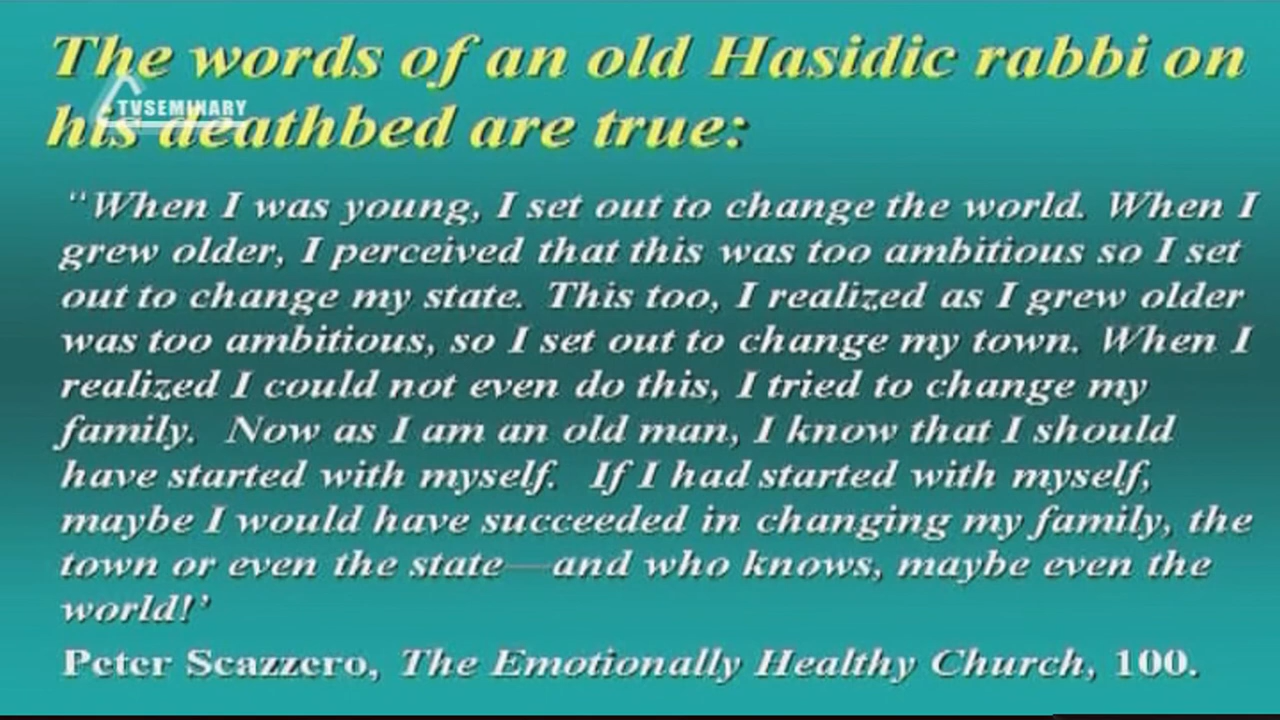 The words of an old Hasidic rabbi on
his deathbed are true:
TVSEMINARY
“When I was young, I set out to change the world. When I
grew older, I perceived that this was too ambitious so I set
out to change my state. This too, I realized as I grew older
was too ambitious, so I set out to change my town. When I
realized I could not even do this, I tried to change my
family. Now as I am an old man, I know that I should
have started with myself. If I had started with myself,
maybe I would have succeeded in changing my family, the
town or even the state—and who knows, maybe even the
world!’
Peter Scazzero, The Emotionally Healthy Church, 100.